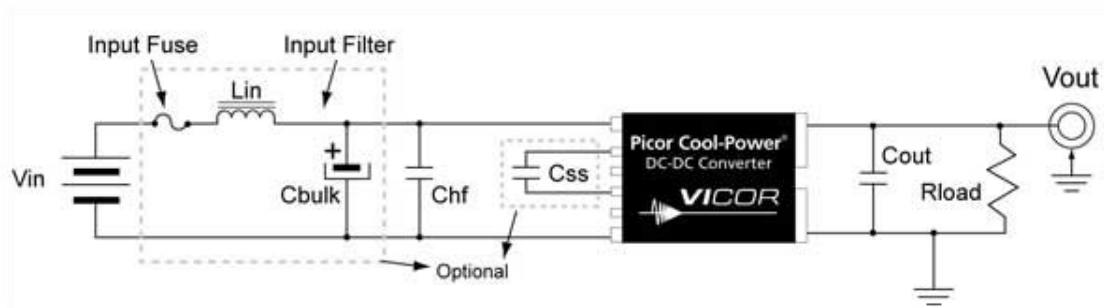 Input Fuse
Input Filter
Lin
Vin
+
Cbulk
Chf
Css
Optional
Picor Cool-Power®
DC-DC Converter
VICOR
Cout
Rload
Vout